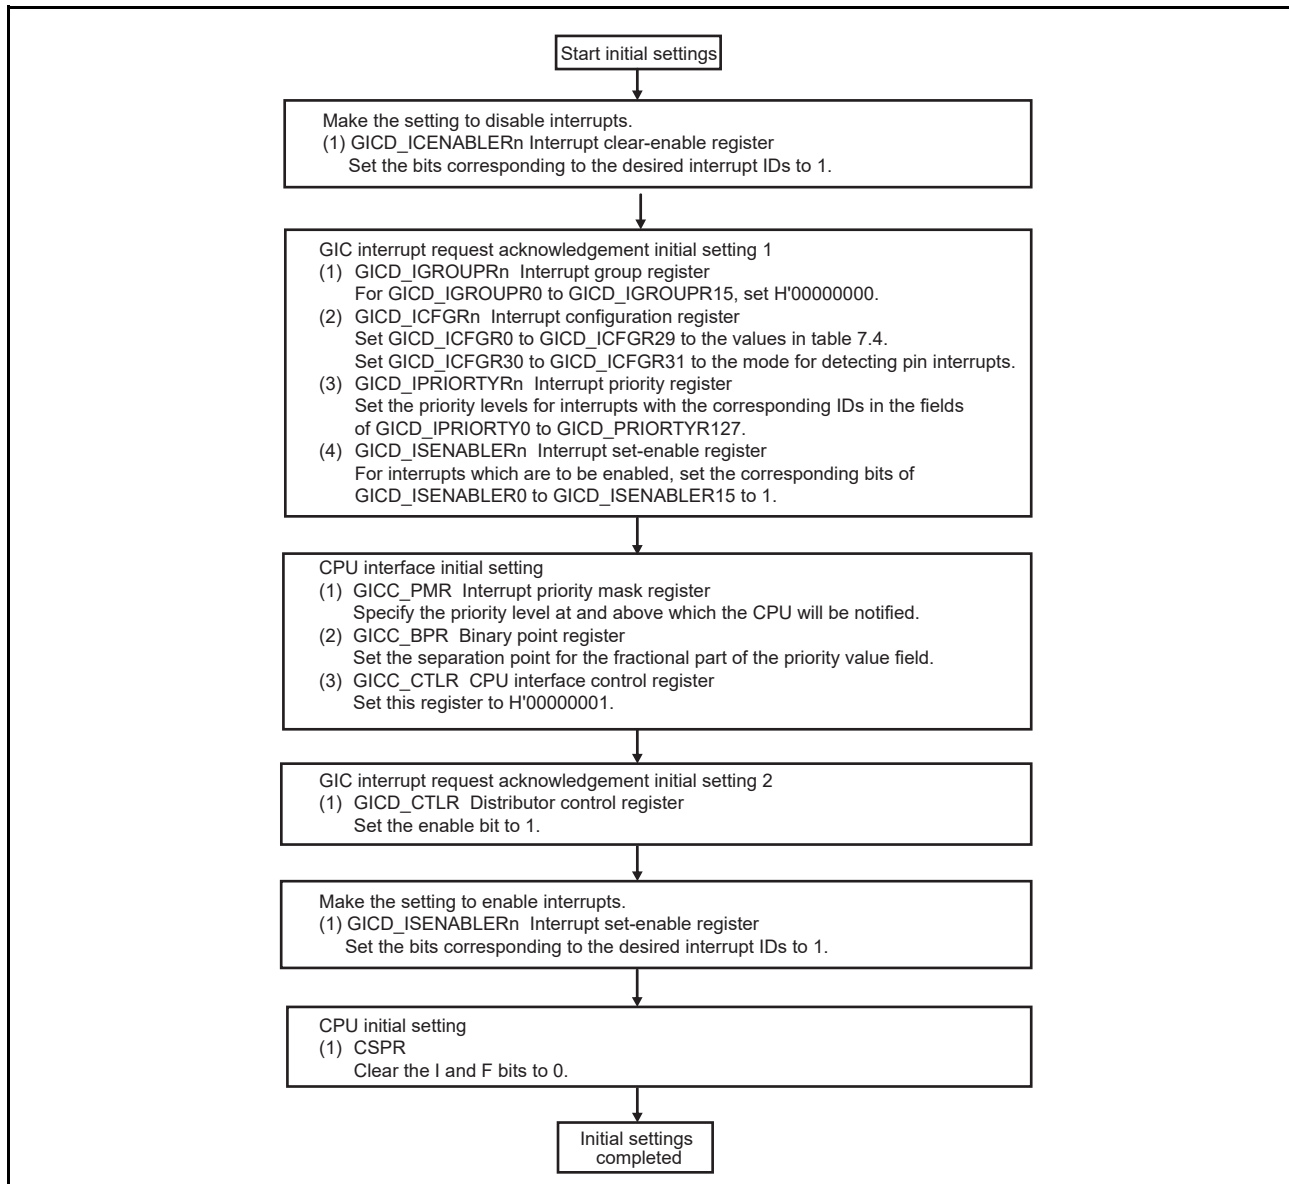 Start initial settings
Make the setting to disable interrupts.
(1) GICD_ICENABLERn Interrupt clear-enable register
Set the bits corresponding to the desired interrupt IDs to 1.
GIC interrupt request acknowledgement initial setting 1
(1) GICD_IGROUPRn Interrupt group register
For GICD_IGROUPR0 to GICD_IGROUPR15, set H'00000000.
(2) GICD_ICFGRn Interrupt configuration register
Set GICD_ICFGR0 to GICD_ICFGR29 to the values in table 7.4.
Set GICD_ICFGR30 to GICD_ICFGR31 to the mode for detecting pin interrupts.
(3) GICD_IPRIORTYRn Interrupt priority register
Set the priority levels for interrupts with the corresponding IDs in the fields
of GICD_IPRIORTY0 to GICD_PRIORTYR127.
(4) GICD_ISENABLERn Interrupt set-enable register
For interrupts which are to be enabled, set the corresponding bits of
GICD_ISENABLER0 to GICD_ISENABLER15 to 1.
CPU interface initial setting
(1) GICC_PMR Interrupt priority mask register
Specify the priority level at and above which the CPU will be notified.
(2) GICC_BPR Binary point register
Set the separation point for the fractional part of the priority value field.
(3) GICC_CTLR CPU interface control register
Set this register to H'00000001.
GIC interrupt request acknowledgement initial setting 2
(1) GICD_CTLR Distributor control register
Set the enable bit to 1.
Make the setting to enable interrupts.
(1) GICD_ISENABLERn Interrupt set-enable register
Set the bits corresponding to the desired interrupt IDs to 1.
CPU initial setting
(1) CSPR
Clear the I and F bits to 0.
Initial settings
completed